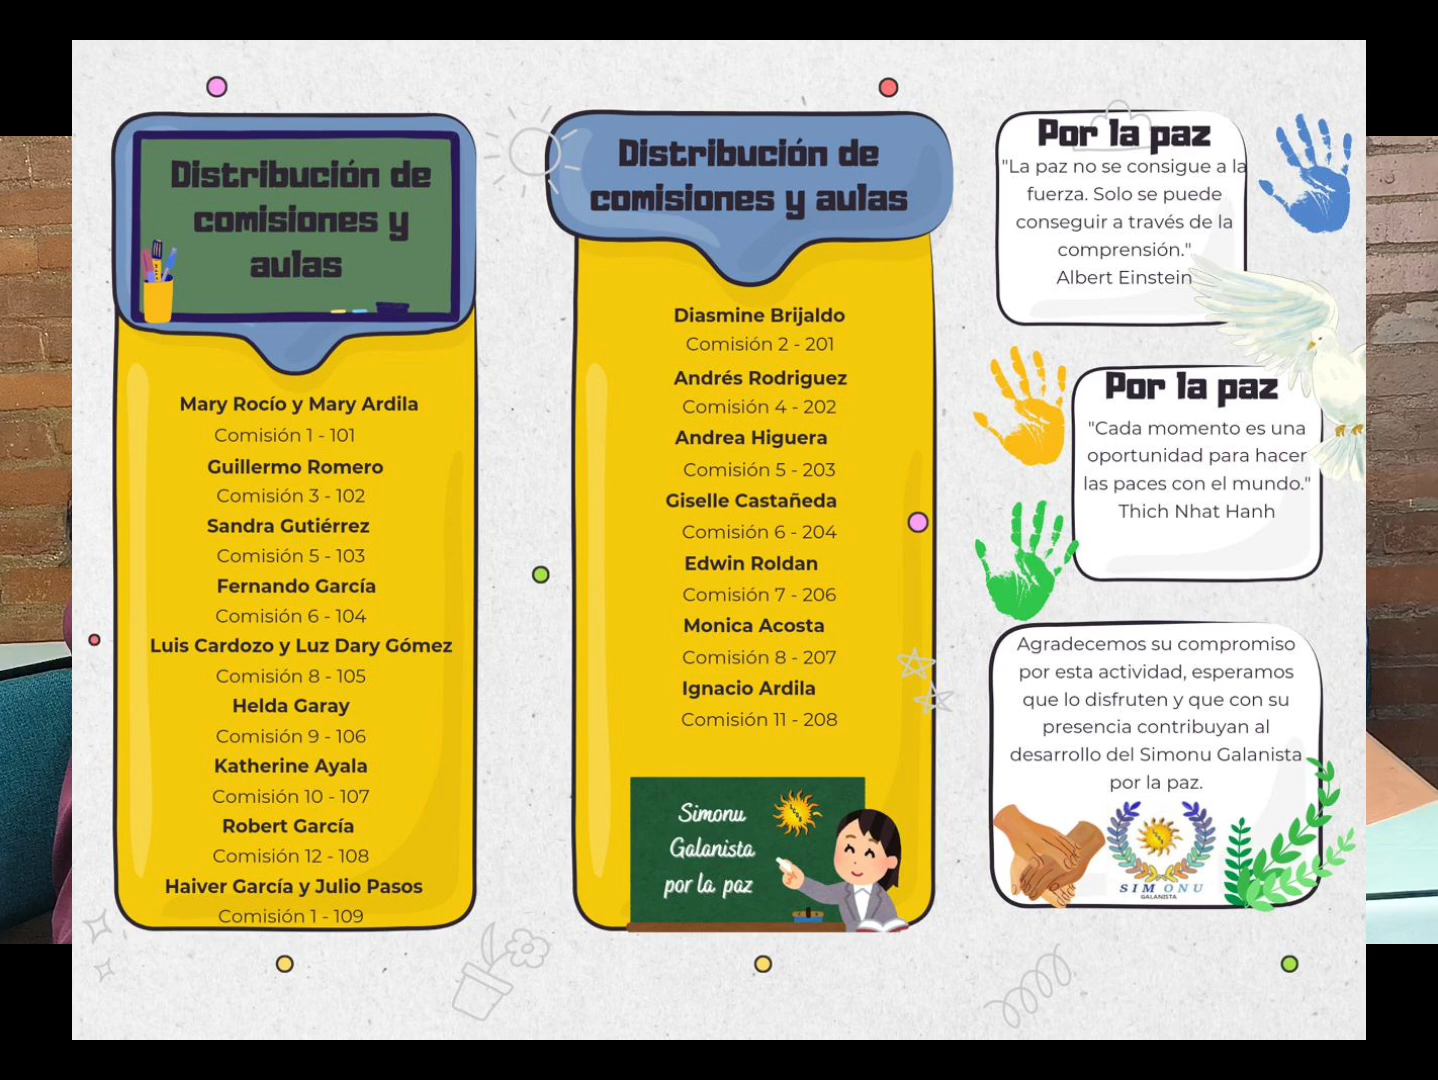 Distribución de
comisiones y
aulas
Mary Rocío y Mary Ardila
Comisión 1 - 101
Guillermo Romero
Comisión 3 - 102
Sandra Gutiérrez
Comisión 5 - 103
Fernando García
Comisión 6 - 104
Luis Cardozo y Luz Dary Gómez
Comisión 8 - 105
Helda Garay
Comisión 9 - 106
Katherine Ayala
Comisión 10 - 107
Robert García
Comisión 12 - 108
Haiver García y Julio Pasos
Comisión 1 - 109
Distribución de
comisiones y aulas
Diasmine Brijaldo
Comisión 2 - 201
Andrés Rodriguez
Comisión 4 - 202
Andrea Higuera
Comisión 5 - 203
Giselle Castañeda
Comisión 6 - 204
Edwin Roldan
Comisión 7 - 206
Monica Acosta
Comisión 8 - 207
Ignacio Ardila
Comisión 11 - 208
Simonu
Galanista
por la paz
Por la paz
"La paz no se consigue a la
fuerza. Solo se puede
conseguir a través de la
comprensión."
Albert Einstein
Por la paz
"Cada momento es una
oportunidad para hacer
las paces con el mundo."
Thich Nhat Hanh
Agradecemos su compromiso
por esta actividad, esperamos
que lo disfruten y que con su
presencia contribuyan al
desarrollo del Simonu Galanista
por la paz.
SIMONU
GALANISTA